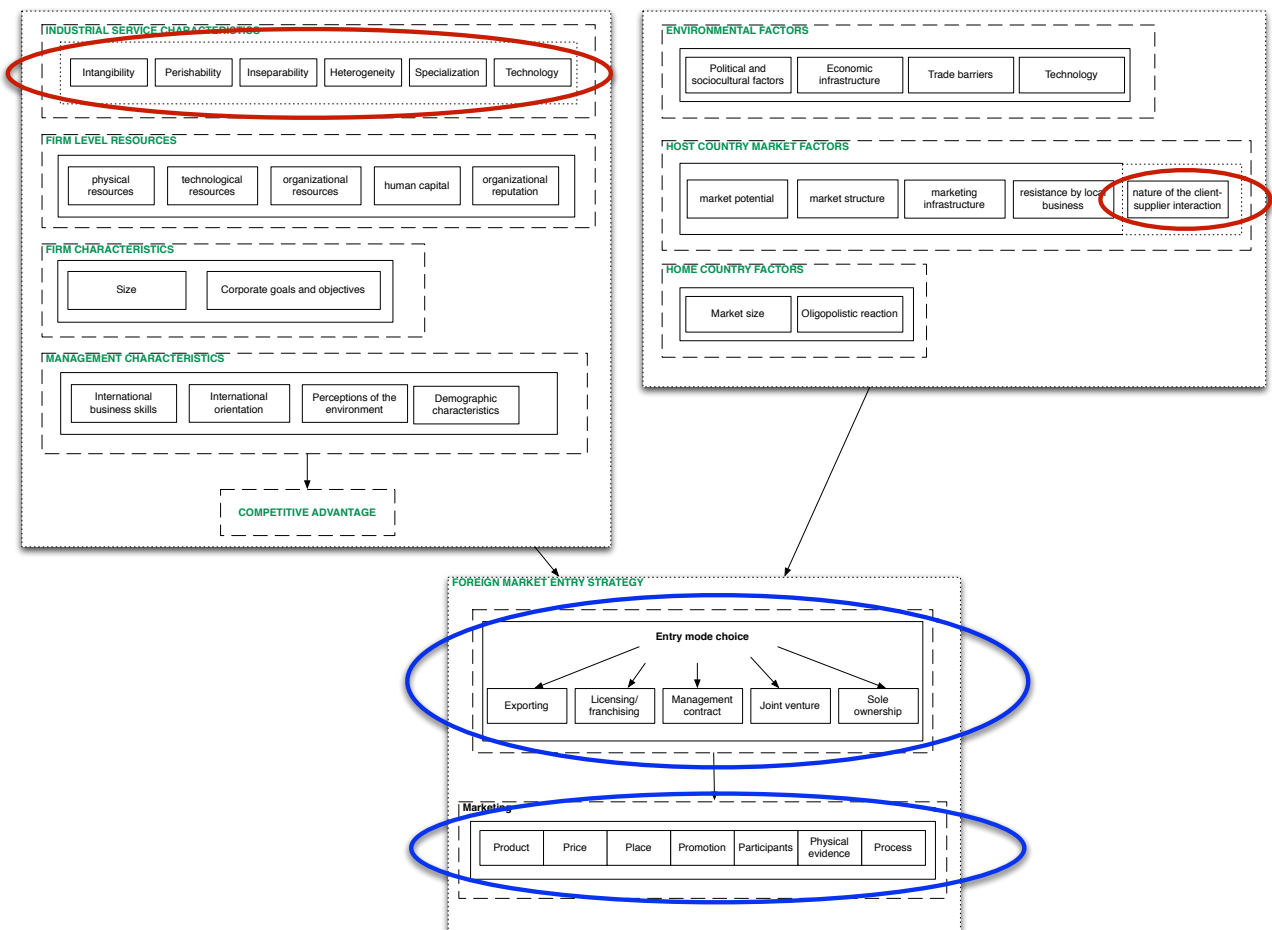 INDUSTRIAL SERVICE CHARACTERISTICS
Intangibility
Perishability
Inseparability
Heterogeneity
Specialization
Technology
FIRM LEVEL RESOURCES
physical
resources
technological
resources
organizational
resources
human capital
organizational
reputation
FIRM CHARACTERISTICS
Size
Corporate goals and objectives
MANAGEMENT CHARACTERISTICS
International
business skills
International
orientation
Perceptions of the
environment
Demographic
characteristics
COMPETITIVE ADVANTAGE
ENVIRONMENTAL FACTORS
Political and
sociocultural factors
Economic
infrastructure
Trade barriers
Technology
HOST COUNTRY MARKET FACTORS
market potential
market structure
marketing
infrastructure
resistance by local
business
nature of the client-
supplier interaction
HOME COUNTRY FACTORS
Market size
Oligopolistic reaction
FOREIGN MARKET ENTRY STRATEGY
Entry mode choice
Exporting
Licensing/
franchising
Management
contract
Joint venture
Sole
ownership
Marketing
Product
Price
Place
Promotion
Participants
Physical
evidence
Process